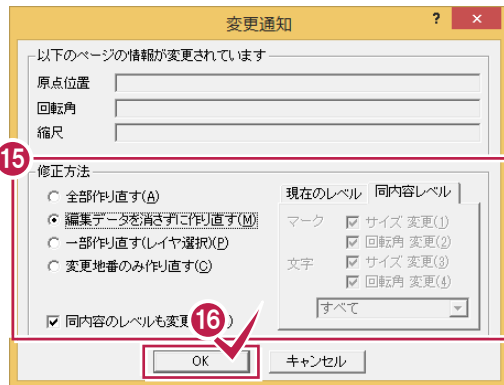 変更通知
? ×
以下のページの情報が変更されています
原点位置
回転角
縮尺
15
修正方法
全部作り直す(A)
編集データを消さずに作り直す(M)
一部作り直す(レイヤ選択)(P)
変更地番のみ作り直す(C)
同内容のレベルも変更
)
現在のレベル 同内容レベル
マーク サイズ 変更(1)
回転角 変更(2)
文字 サイズ 変更(3)
回転角 変更(4)
すべて
16
OK キャンセル